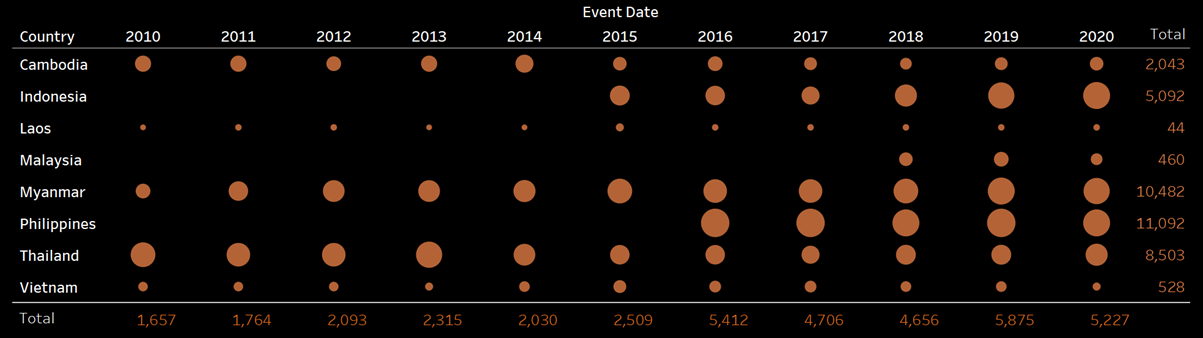 Event Date
Country 2010 2011 2012 2013 2014 2015 2016 2017 2018 2019 2020 Total
Cambodia 2,043
Indonesia 5,092
Laos 44
Malaysia 460
Myanmar 10,482
Philippines 11,092
Thailand 8,503
Vietnam 528
Total 1,657 1,764 2,093 2,315 2,030 2,509 5,412 4,706 4,656 5,875 5,227